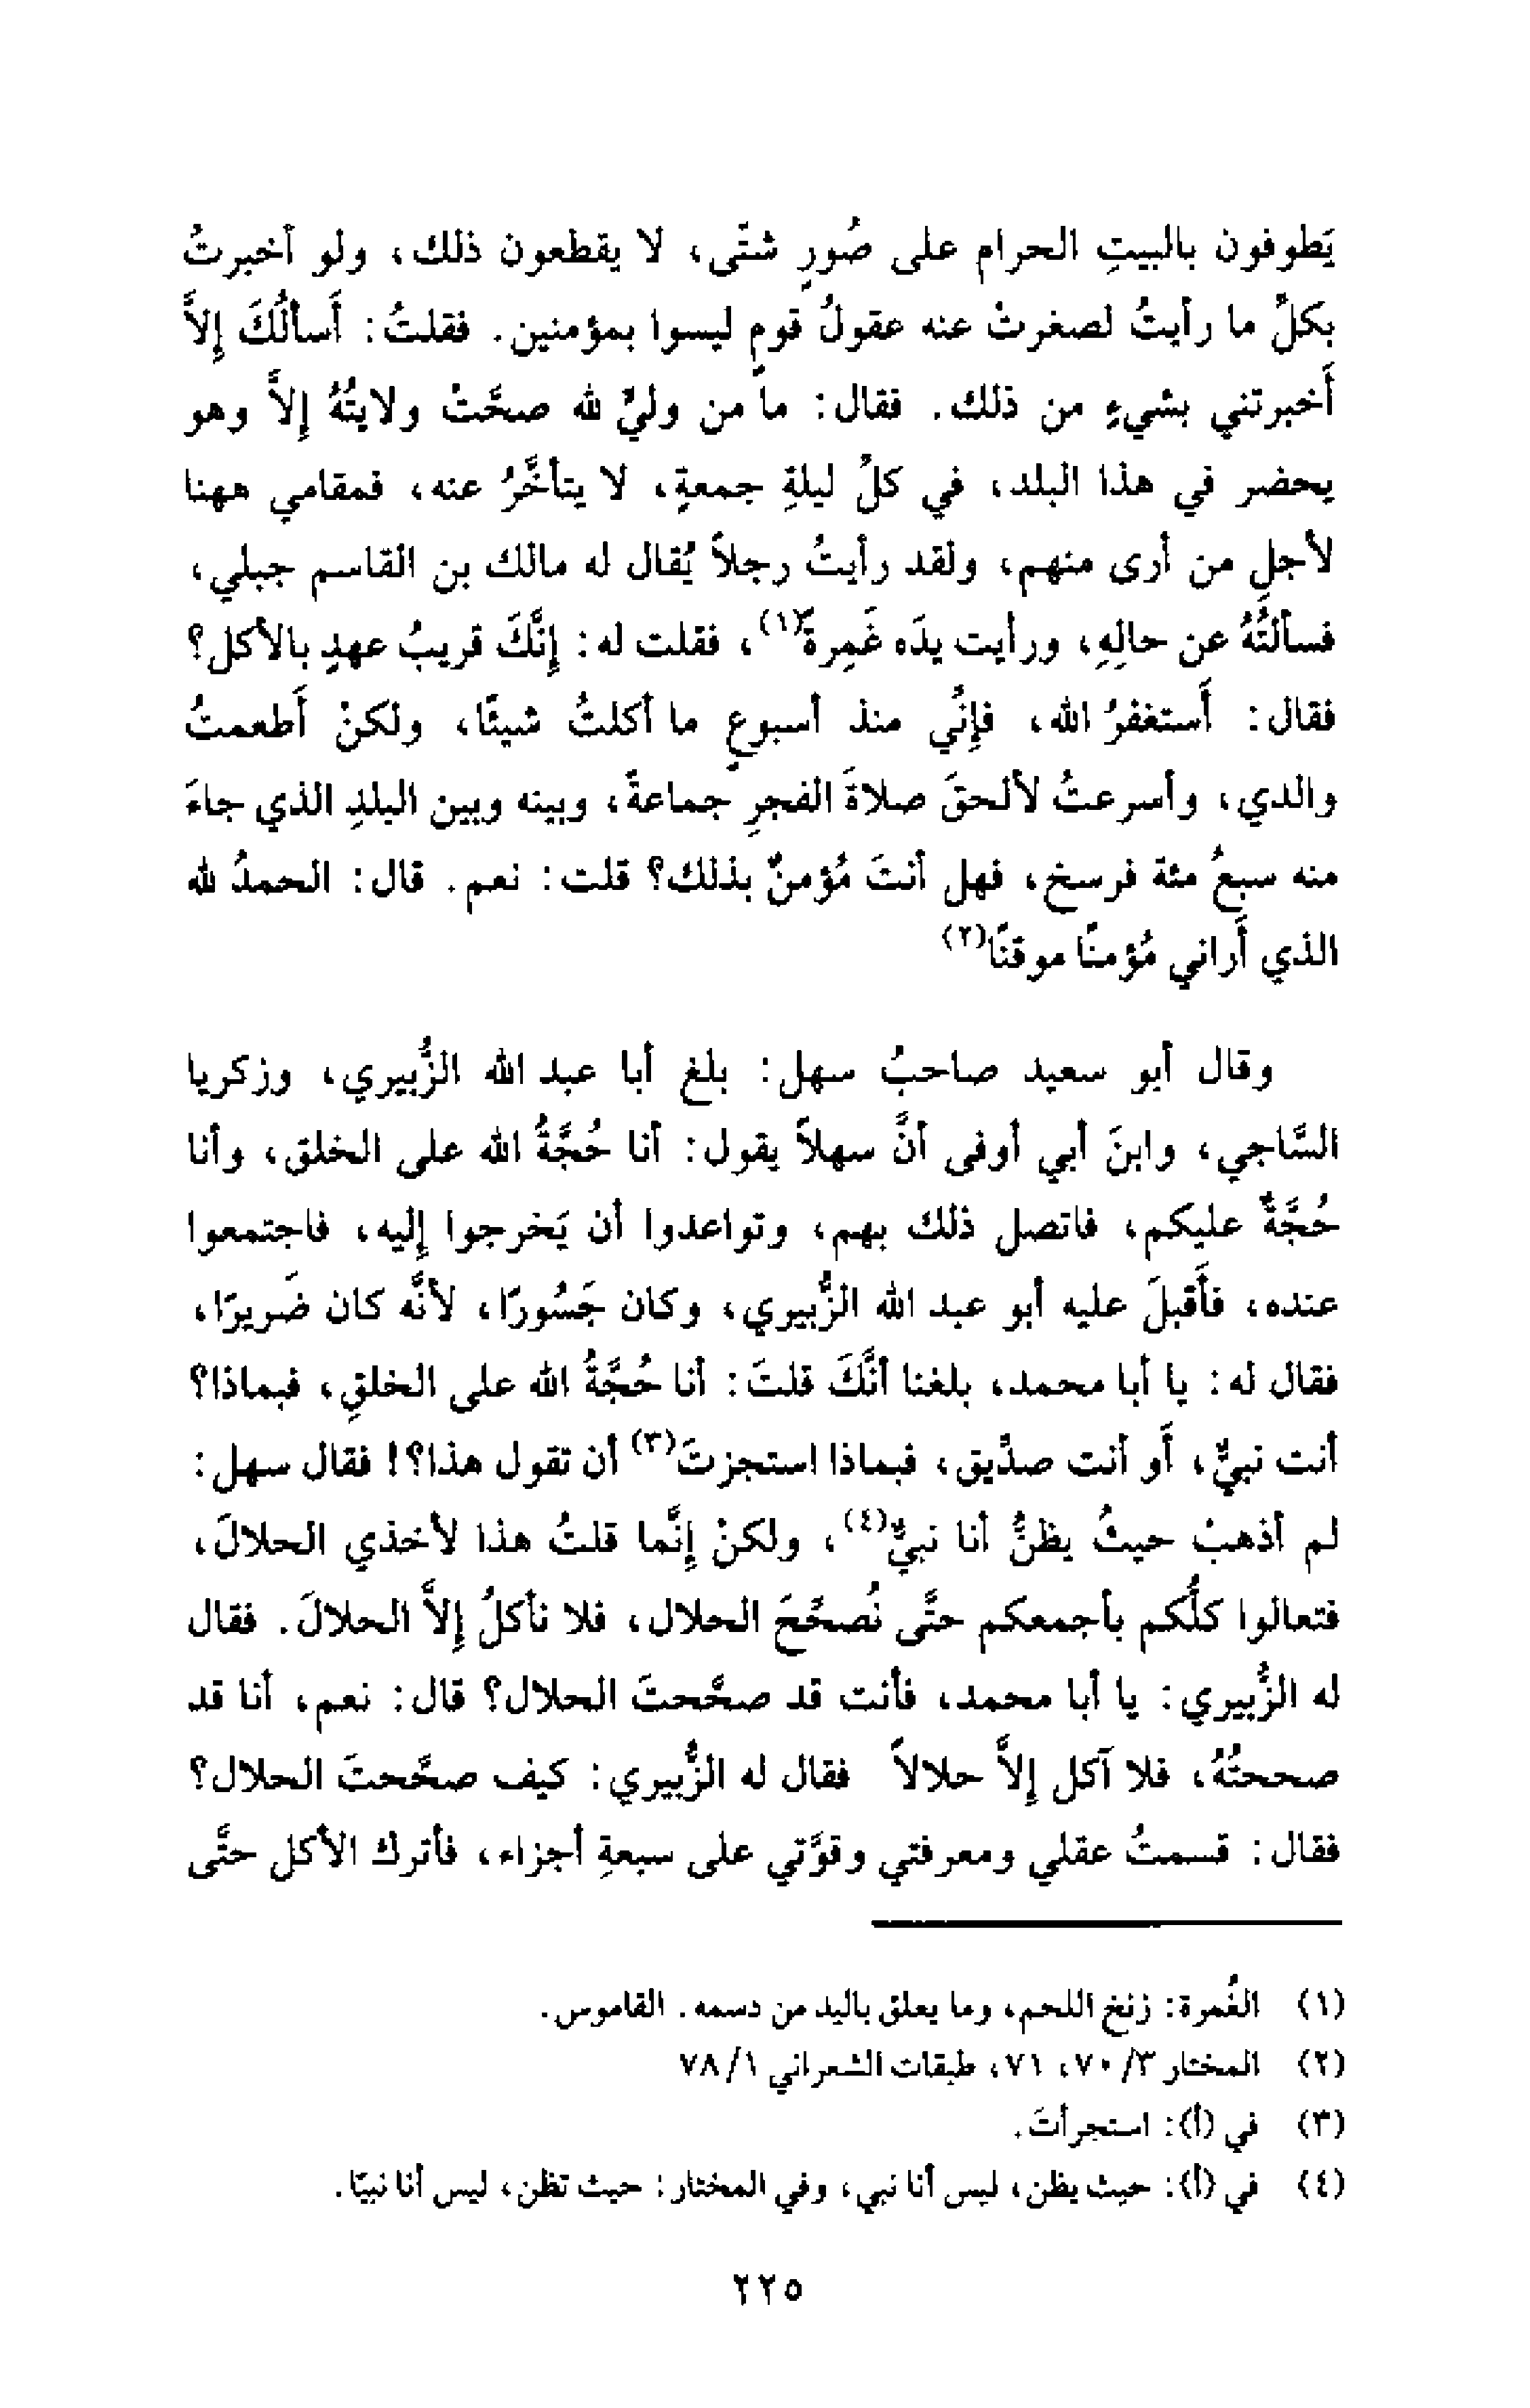 يَطوفون بالبيتِ الحرام على صُورٍ شتَّى، لا يقطعون ذلك، ولو أخبرتُ
بكلِّ ما رأيتُ لصغرتْ عنه عقولُ قومٍ ليسوا بمؤمنين. فقلتُ: أَسألُكَ إلاَّ
أَخبرتني بشيءٍ من ذلك. فقال: ما من وليٍّ لله صحَّتْ ولايتُهُ إلاَّ وهو
يحضر في هذا البلد، في كلِّ ليلةِ جمعةٍ، لا يتأخَّرُ عنه، فمقامي ههنا
لأجلِ من أرى منهم، ولقد رأيتُ رجلاً يُقال له مالك بن القاسم جبلي،
فسألتُهُ عن حالِهِ، ورأيت يدَه غَمِرةً(١)، فقلت له: إنَّكَ قريبُ عهدٍ بالأكل؟
فقال: أَستغفرُ الله، فإنِّي منذ أسبوعٍ ما أكلتُ شيئًا، ولكنْ أَطعمتُ
والدي، وأسرعتُ لألحقَ صلاةَ الفجرِ جماعةً، وبينه وبين البلدِ الذي جاءَ
منه سبعُ مئة فرسخ، فهل أنتَ مُؤمنٌ بذلك؟ قلت: نعم. قال: الحمدُ لله
الذي أَراني مُؤمنًا موقنًا(٢)
وقال أبو سعيد صاحبُ سهل: بلغ أبا عبد الله الزُّبيري، وزكريا
السَّاجي، وابنَ أبي أوفى أنَّ سهلاً يقول: أنا حُجَّةُ الله على الخلق، وأنا
حُجَّةٌ عليكم، فاتصل ذلك بهم، وتواعدوا أن يَخرجوا إليه، فاجتمعوا
عنده، فأَقبلَ عليه أبو عبد الله الزُّبيري، وكان جَسُورًا، لأنَّه كان ضَريرًا،
فقال له: يا أبا محمد، بلغنا أنَّكَ قلتَ: أنا حُجَّةُ الله على الخلقِ، فبماذا؟
أنت نبيٌّ، أَو أنت صدِّيق، فبماذا استجزتَ(٣) أن تقول هذا؟! فقال سهل:
لم أذهبْ حيثُ يظنُّ أنا نبيٌّ(٤)، ولكنْ إنَّما قلتُ هذا لأخذي الحلالَ،
فتعالوا كلُّكم بأجمعكم حتَّى نُصحِّحَ الحلال، فلا نأكلُ إلاَّ الحلالَ. فقال
له الزُّبيري: يا أبا محمد، فأنت قد صحَّحتَ الحلال؟ قال: نعم، أنا قد
صححتُهُ، فلا آكل إلاَّ حلالاً فقال له الزُّبيري: كيف صحَّحتَ الحلال؟
فقال: قسمتُ عقلي ومعرفتي وقوَّتي على سبعةِ أجزاء، فأترك الأكل حتَّى
(١) الغُمرة: زنخ اللحم، وما يعلق باليد من دسمه. القاموس.
(٢) المختار ٣/ ٧٠، ٧١، طبقات الشعراني ١/ ٧٨
(٣) في (أ): استجرأتَ.
(٤) في (أ): حيث يظن، ليس أنا نبي، وفي المختار: حيث تظن، ليس أنا نبيًا.
٢٢٥